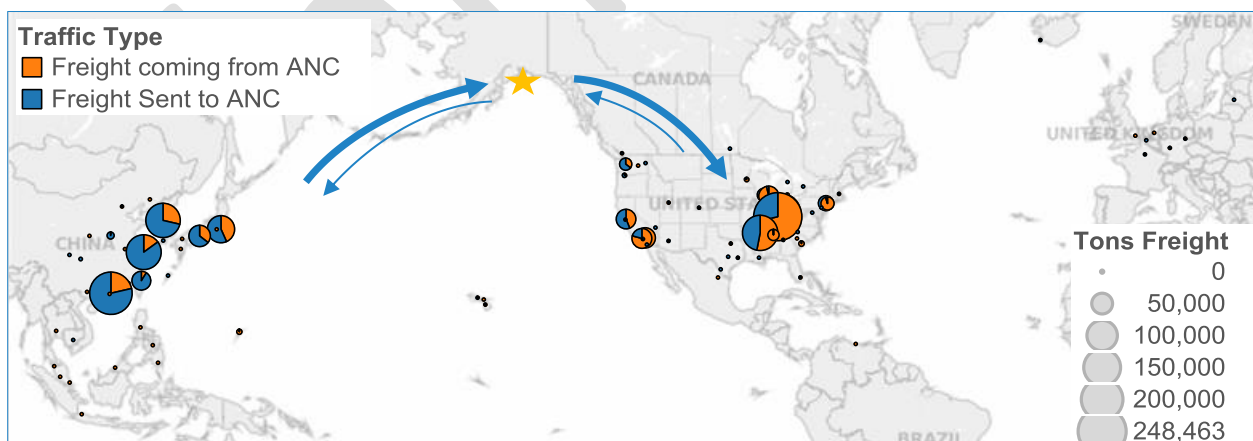 Traffic Type
Freight coming from ANC
Freight Sent to ANC
SWEDEN
CANADA
UNITED KINGDOM
UNITED STA
CHINA
Tons Freight
0
50,000
100,000
150,000
200,000
248,463
BRAZIL